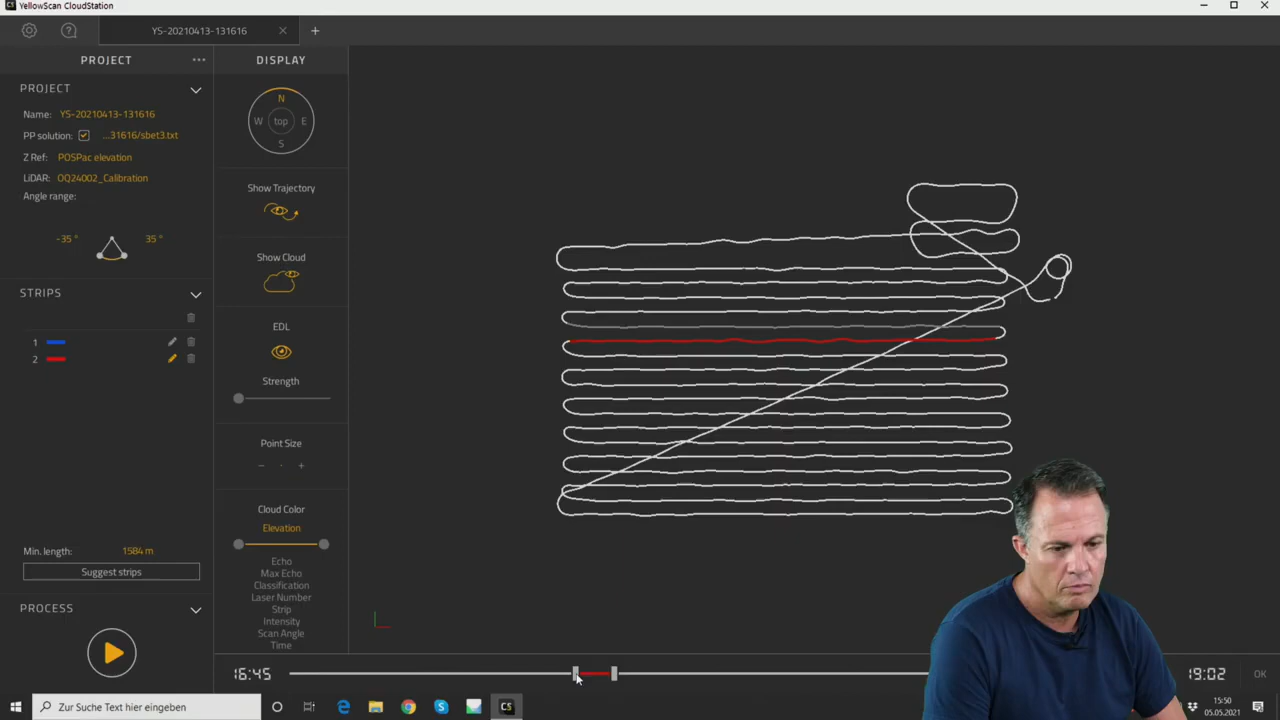 CS YellowScan CloudStation
YS-20210413-131616
PROJECT
PROJECT
Name: YS-20210413-131616
PP solution: ...31616/sbet3.txt
Z Ref: POSPac elevation
LiDAR: OQ24002_Calibration
Angle range:
-35 ° 35 °
STRIPS
1
2
Min. length: 1584 m
Suggest strips
PROCESS
DISPLAY
N
W top E
S
Show Trajectory
Show Cloud
EDL
Strength
Point Size
Cloud Color
Elevation
Echo
Max Echo
Classification
Laser Number
Strip
Intensity
Scan Angle
Time
16:45
19:02 OK
Zur Suche Text hier eingeben
CS
15:50
05.05.2021